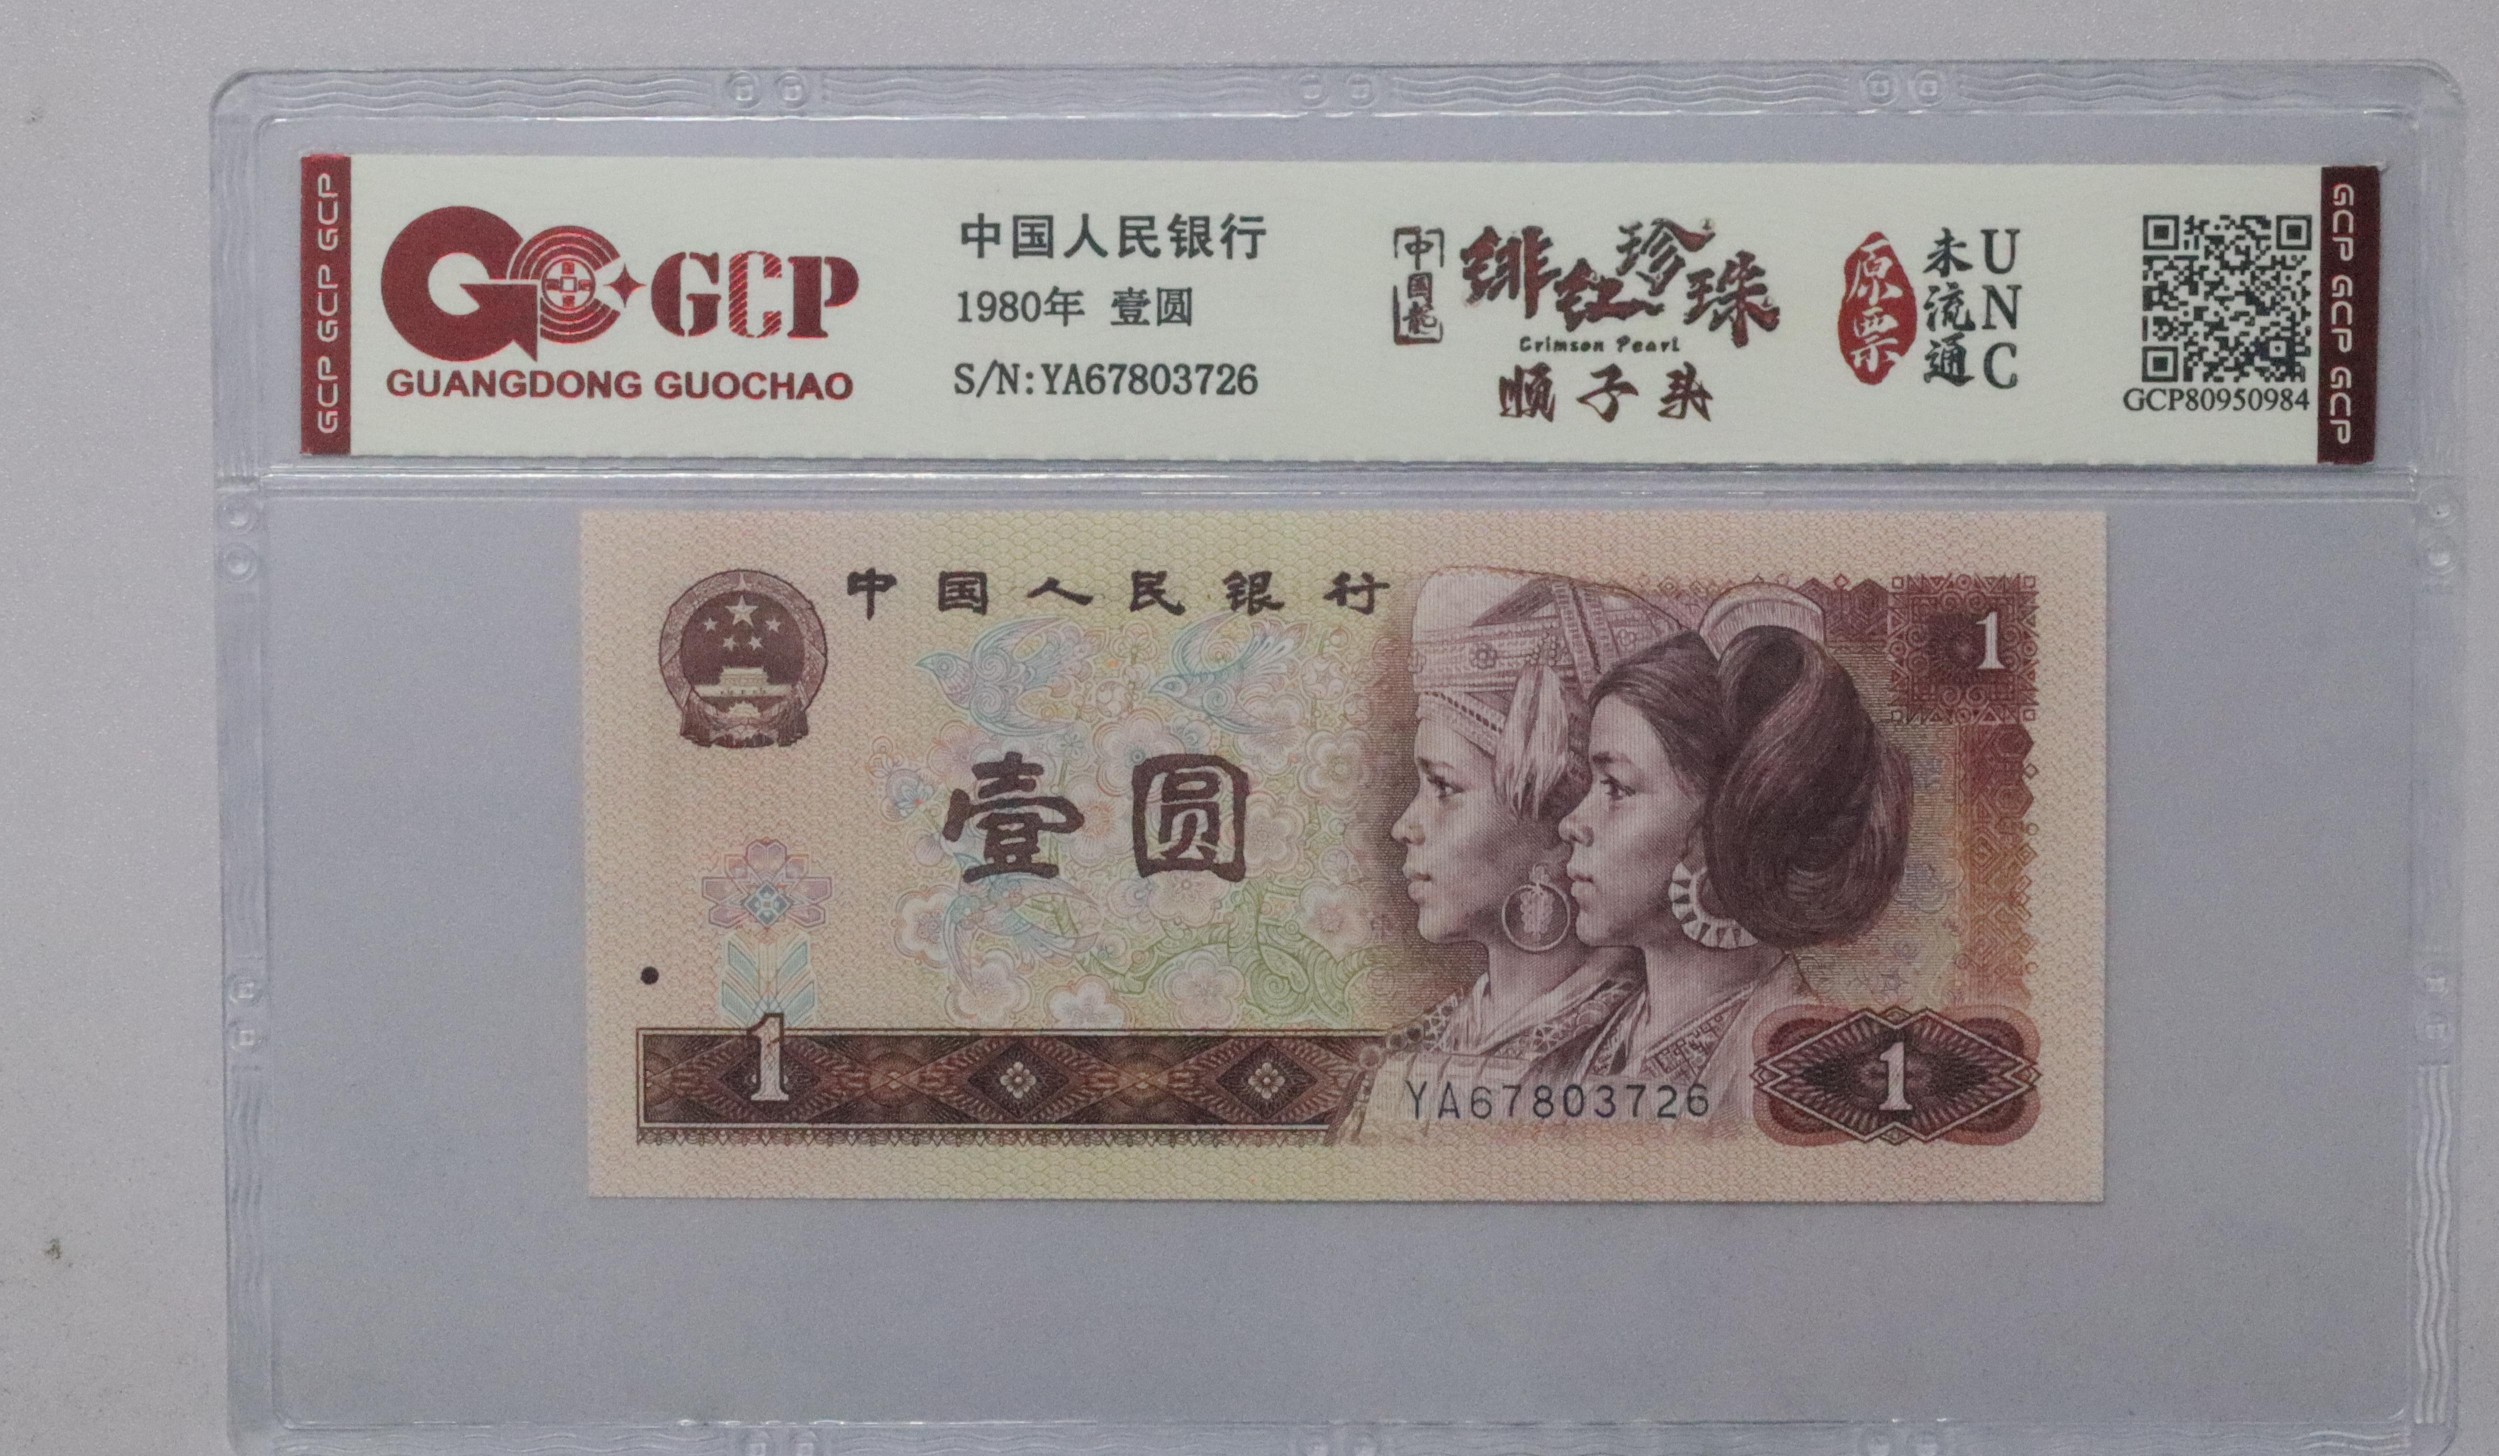 GCP GCP GCP
GCP
GUANGDONG GUOCHAO
中国人民银行
1980年 壹圆
S/N:YA67803726
中国龍
绯红珍珠
Crimson Pearl
顺子头
原票
未流通
UNC
GCP80950984
GCP GCP GCP
中国人民银行
1
壹圆
1
YA67803726
1